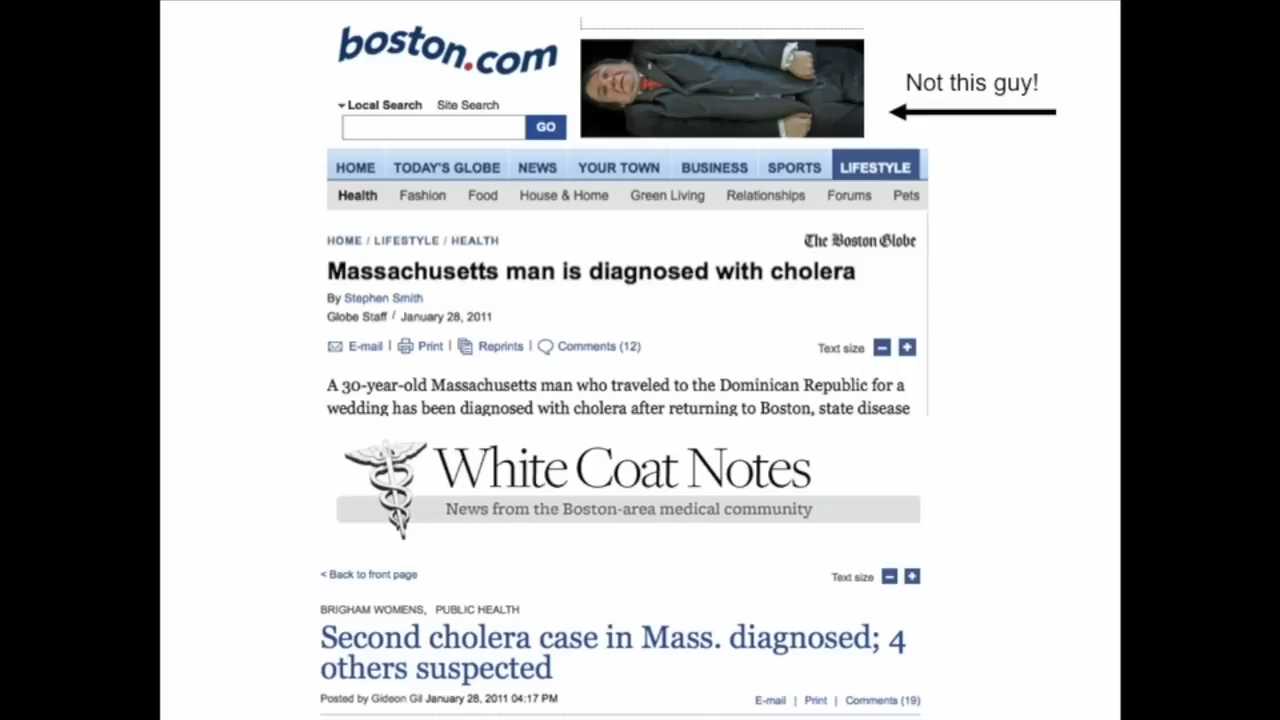 boston.com
Not this guy!
Local Search Site Search
GO
HOME TODAY'S GLOBE NEWS YOUR TOWN BUSINESS SPORTS LIFESTYLE
Health Fashion Food House & Home Green Living Relationships Forums Pets
HOME / LIFESTYLE / HEALTH The Boston Globe
Massachusetts man is diagnosed with cholera
By Stephen Smith
Globe Staff / January 28, 2011
E-mail | Print | Reprints | Comments (12) Text size
A 30-year-old Massachusetts man who traveled to the Dominican Republic for a
wedding has been diagnosed with cholera after returning to Boston, state disease
White Coat Notes
News from the Boston-area medical community
< Back to front page Text size
BRIGHAM WOMENS, PUBLIC HEALTH
Second cholera case in Mass. diagnosed; 4
others suspected
Posted by Gideon Gil January 28, 2011 04:17 PM E-mail | Print | Comments (19)